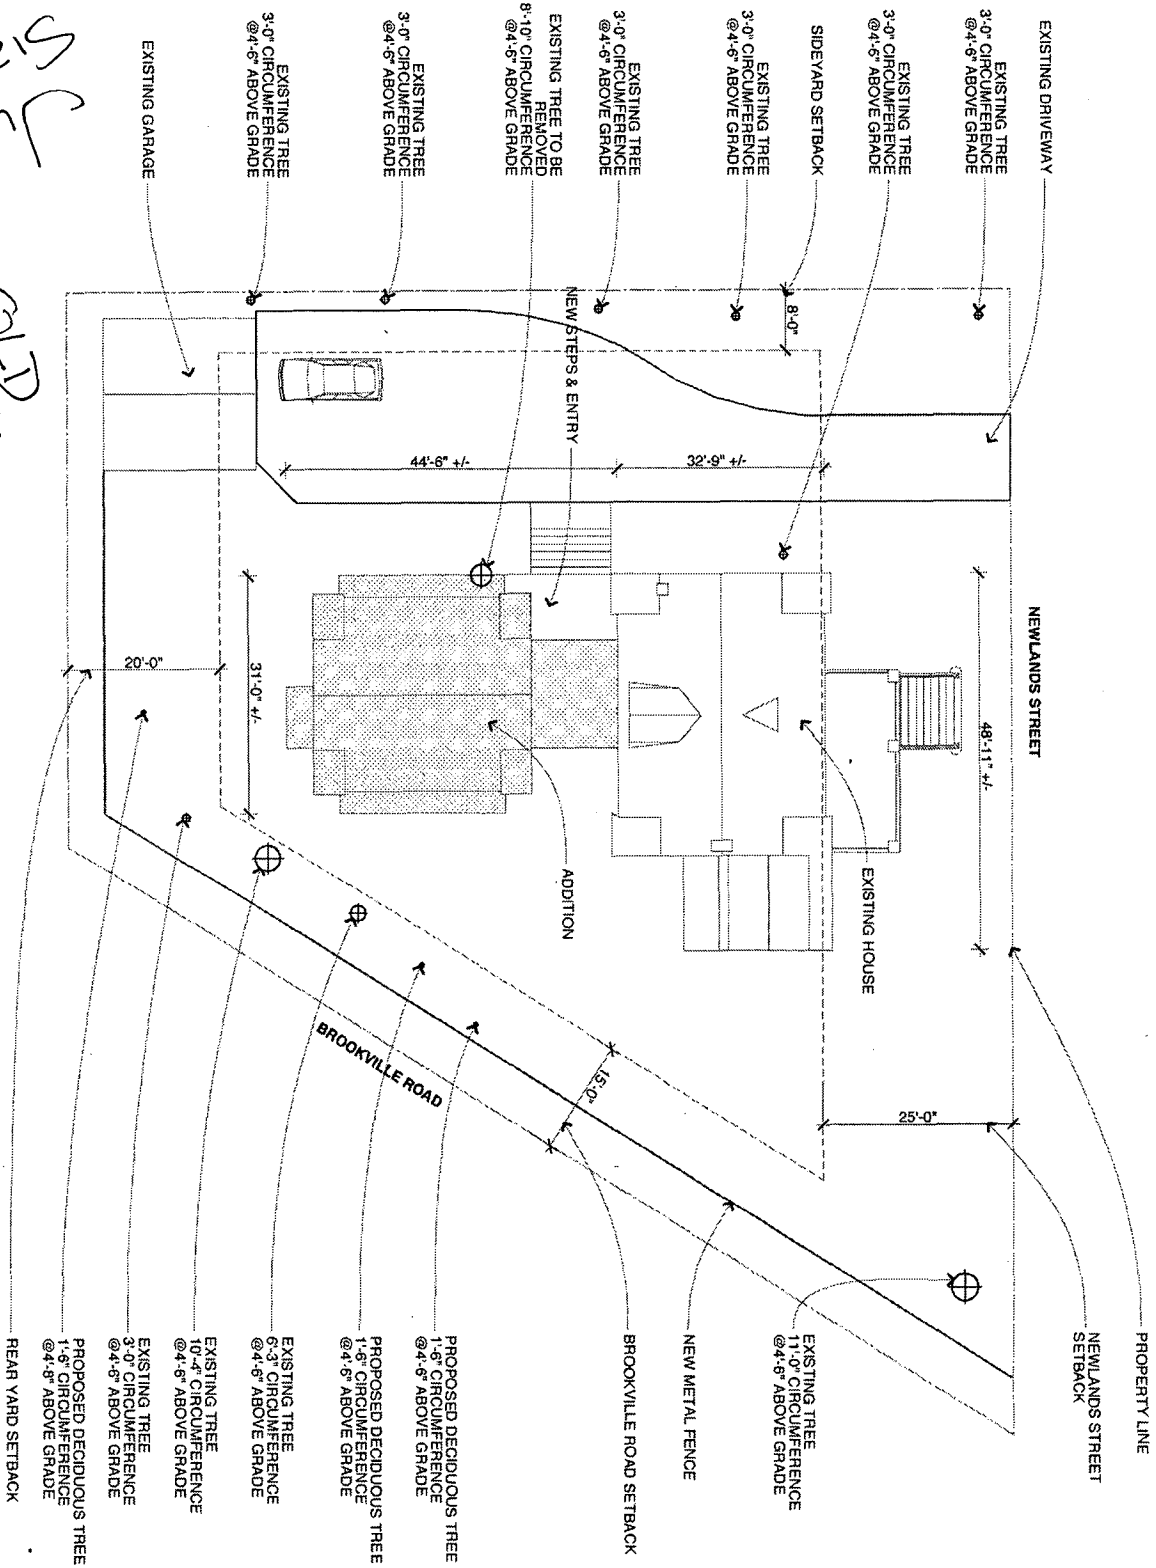 PROPERTY LINE
NEWLANDS STREET
SETBACK
EXISTING TREE
11'-0" CIRCUMFERENCE
@4'-6" ABOVE GRADE
NEW METAL FENCE
BROOKVILLE ROAD SETBACK
PROPOSED DECIDUOUS TREE
1'-6" CIRCUMFERENCE
@4'-6" ABOVE GRADE
PROPOSED DECIDUOUS TREE
1'-6" CIRCUMFERENCE
@4'-6" ABOVE GRADE
EXISTING TREE
6'-3" CIRCUMFERENCE
@4'-6" ABOVE GRADE
EXISTING TREE
10'-4" CIRCUMFERENCE
@4'-6" ABOVE GRADE
EXISTING TREE
3'-0" CIRCUMFERENCE
@4'-6" ABOVE GRADE
PROPOSED DECIDUOUS TREE
1'-6" CIRCUMFERENCE
@4'-6" ABOVE GRADE
REAR YARD SETBACK
NEWLANDS STREET
48'-11" +/-
25'-0"
EXISTING HOUSE
ADDITION
15'-0"
BROOKVILLE ROAD
31'-0" +/-
20'-0"
32'-9" +/-
44'-6" +/-
NEW STEPS & ENTRY
8'-0"
EXISTING DRIVEWAY
EXISTING TREE
3'-0" CIRCUMFERENCE
@4'-6" ABOVE GRADE
EXISTING TREE
3'-0" CIRCUMFERENCE
@4'-6" ABOVE GRADE
SIDEYARD SETBACK
EXISTING TREE
3'-0" CIRCUMFERENCE
@4'-6" ABOVE GRADE
EXISTING TREE
3'-0" CIRCUMFERENCE
@4'-6" ABOVE GRADE
EXISTING TREE TO BE
REMOVED
8'-10" CIRCUMFERENCE
@4'-6" ABOVE GRADE
EXISTING TREE
3'-0" CIRCUMFERENCE
@4'-6" ABOVE GRADE
EXISTING TREE
3'-0" CIRCUMFERENCE
@4'-6" ABOVE GRADE
EXISTING GARAGE